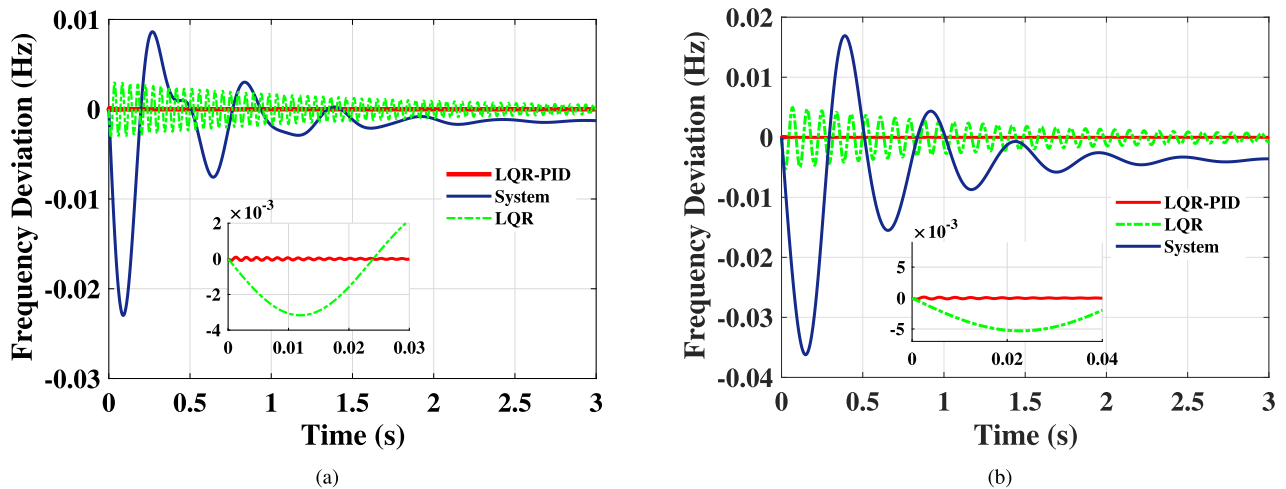 Frequency Deviation (Hz)
0.01
0
-0.01
-0.02
-0.03
0 0.5 1 1.5 2 2.5 3
Time (s)
LQR-PID
System
LQR
×10-3
2
0
-2
-4
0 0.01 0.02 0.03
(a)
Frequency Deviation (Hz)
0.02
0.01
0
-0.01
-0.02
-0.03
-0.04
0 0.5 1 1.5 2 2.5 3
Time (s)
LQR-PID
LQR
System
×10-3
5
0
-5
0 0.02 0.04
(b)